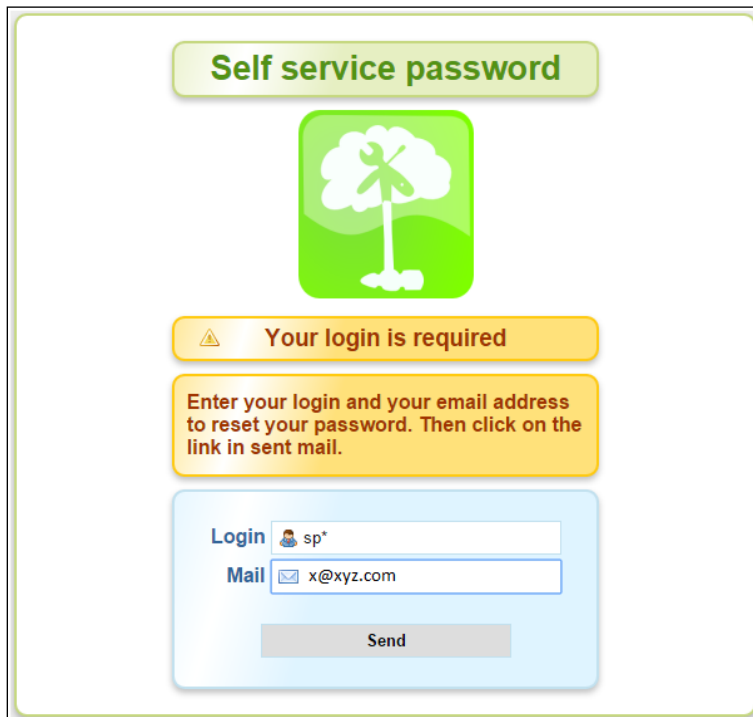 Self service password
Your login is required
Enter your login and your email address
to reset your password. Then click on the
link in sent mail.
Login sp*
Mail x@xyz.com
Send